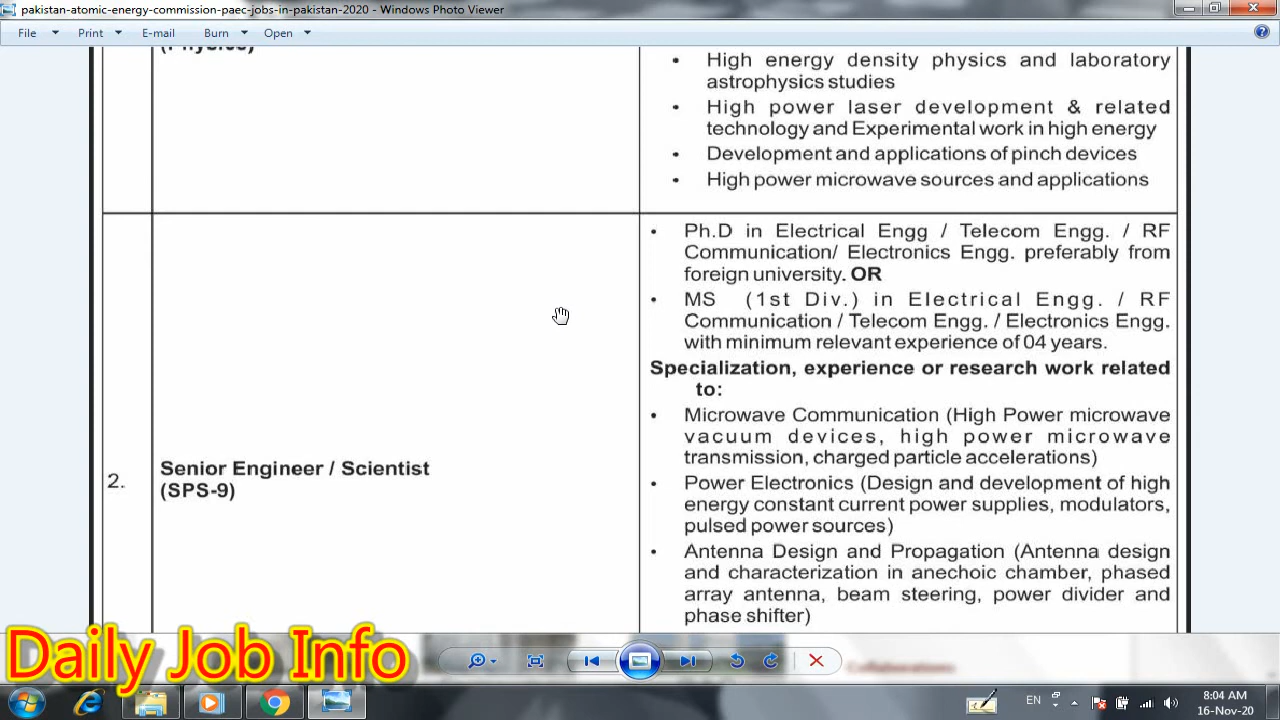 pakistan-atomic-energy-commission-paec-jobs-in-pakistan-2020 - Windows Photo Viewer
File Print E-mail Burn Open
(Physics)
• High energy density physics and laboratory
astrophysics studies
• High power laser development & related
technology and Experimental work in high energy
• Development and applications of pinch devices
• High power microwave sources and applications
2.
Senior Engineer / Scientist
(SPS-9)
• Ph.D in Electrical Engg / Telecom Engg. / RF
Communication/ Electronics Engg. preferably from
foreign university. OR
• MS (1st Div.) in Electrical Engg. / RF
Communication / Telecom Engg. / Electronics Engg.
with minimum relevant experience of 04 years.
Specialization, experience or research work related
to:
• Microwave Communication (High Power microwave
vacuum devices, high power microwave
transmission, charged particle accelerations)
• Power Electronics (Design and development of high
energy constant current power supplies, modulators,
pulsed power sources)
• Antenna Design and Propagation (Antenna design
and characterization in anechoic chamber, phased
array antenna, beam steering, power divider and
phase shifter)
Daily Job Info
Collaborations
EN
8:04 AM
16-Nov-20